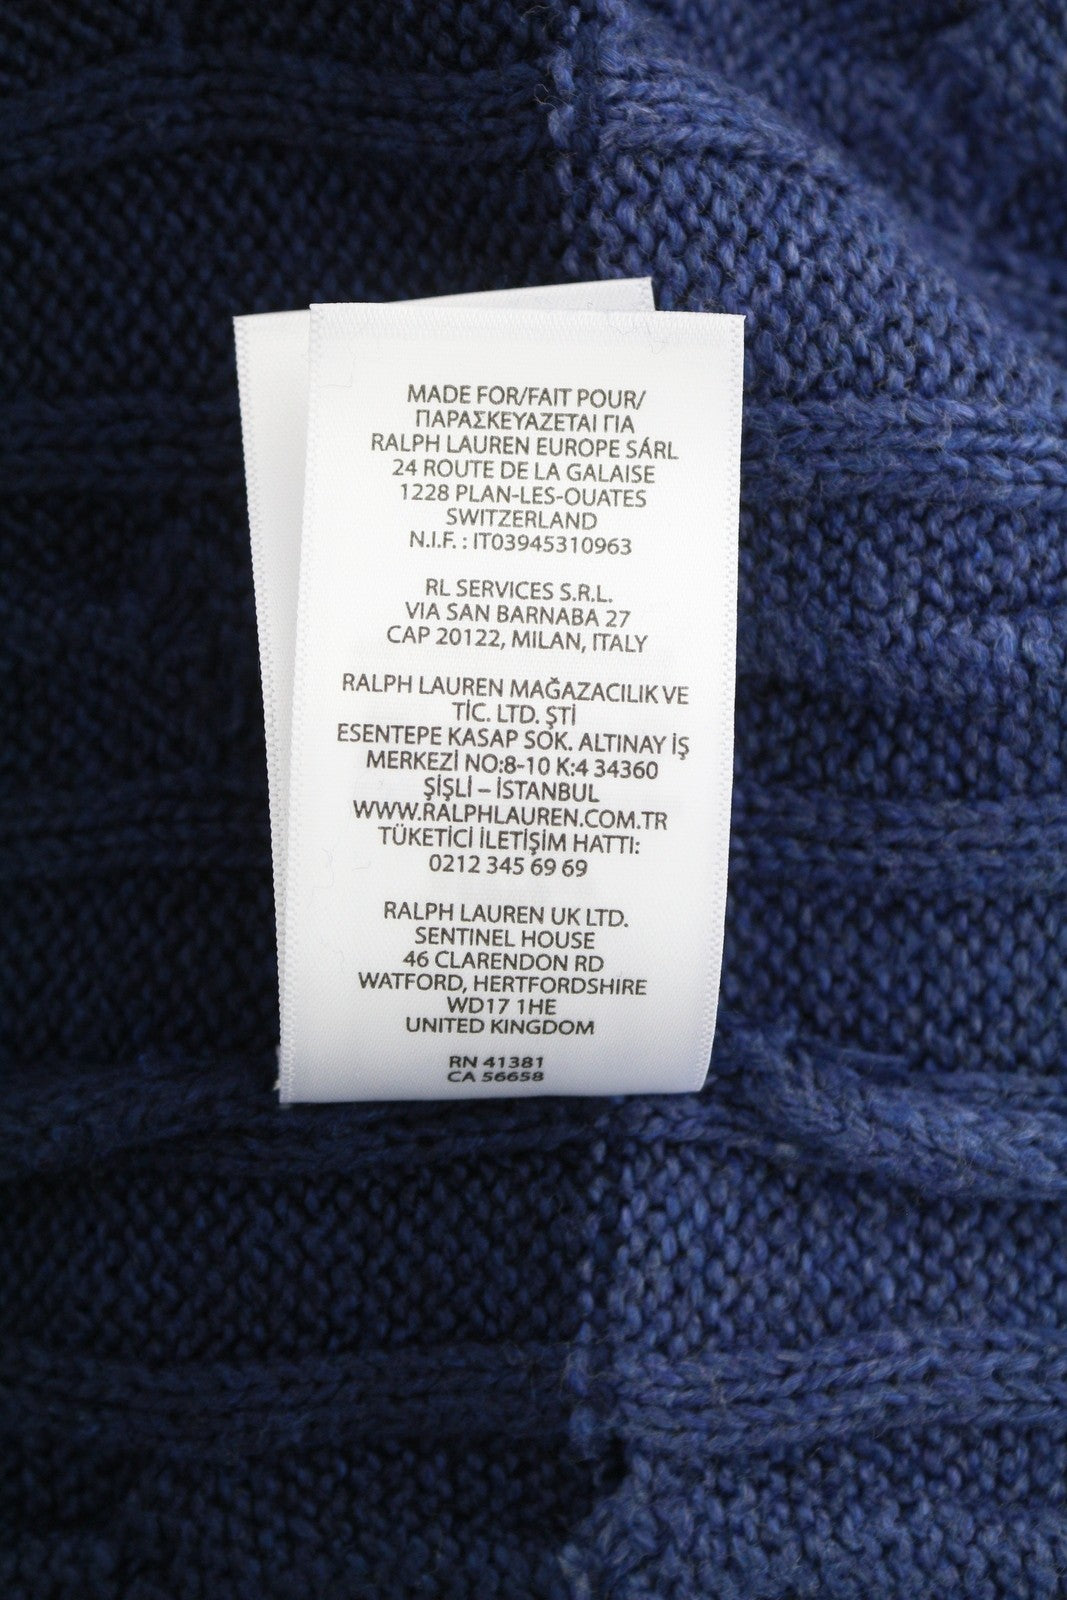 MADE FOR/FAIT POUR/
ΠΑΡΑΣΚΕΥΑΖΕΤΑΙ ΓΙΑ
RALPH LAUREN EUROPE SÁRL
24 ROUTE DE LA GALAISE
1228 PLAN-LES-OUATES
SWITZERLAND
N.I.F. : IT03945310963
RL SERVICES S.R.L.
VIA SAN BARNABA 27
CAP 20122, MILAN, ITALY
RALPH LAUREN MAĞAZACILIK VE
TİC. LTD. ŞTİ
ESENTEPE KASAP SOK. ALTINAY İŞ
MERKEZİ NO:8-10 K:4 34360
ŞİŞLİ – İSTANBUL
WWW.RALPHLAUREN.COM.TR
TÜKETİCİ İLETİŞİM HATTI:
0212 345 69 69
RALPH LAUREN UK LTD.
SENTINEL HOUSE
46 CLARENDON RD
WATFORD, HERTFORDSHIRE
WD17 1HE
UNITED KINGDOM
RN 41381
CA 56658